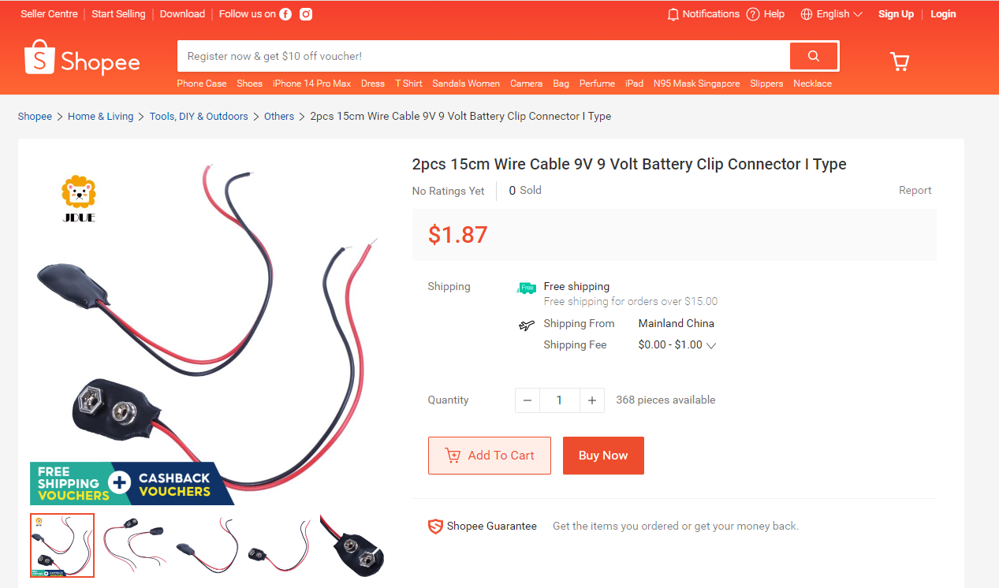 Seller Centre
Start Selling
Download
Follow us on
Notifications
Help
English
Sign Up
Login
Shopee
Register now & get $10 off voucher!
Phone Case Shoes iPhone 14 Pro Max Dress T Shirt Sandals Women Camera Bag Perfume iPad N95 Mask Singapore Slippers Necklace
Shopee > Home & Living > Tools, DIY & Outdoors > Others > 2pcs 15cm Wire Cable 9V 9 Volt Battery Clip Connector I Type
JDUE
FREE
SHIPPING
VOUCHERS
+
CASHBACK
VOUCHERS
2pcs 15cm Wire Cable 9V 9 Volt Battery Clip Connector I Type
No Ratings Yet
0 Sold
Report
$1.87
Shipping
Free
Free shipping
Free shipping for orders over $15.00
Shipping From Mainland China
Shipping Fee $0.00 - $1.00
Quantity
− 1 + 368 pieces available
Add To Cart
Buy Now
Shopee Guarantee
Get the items you ordered or get your money back.